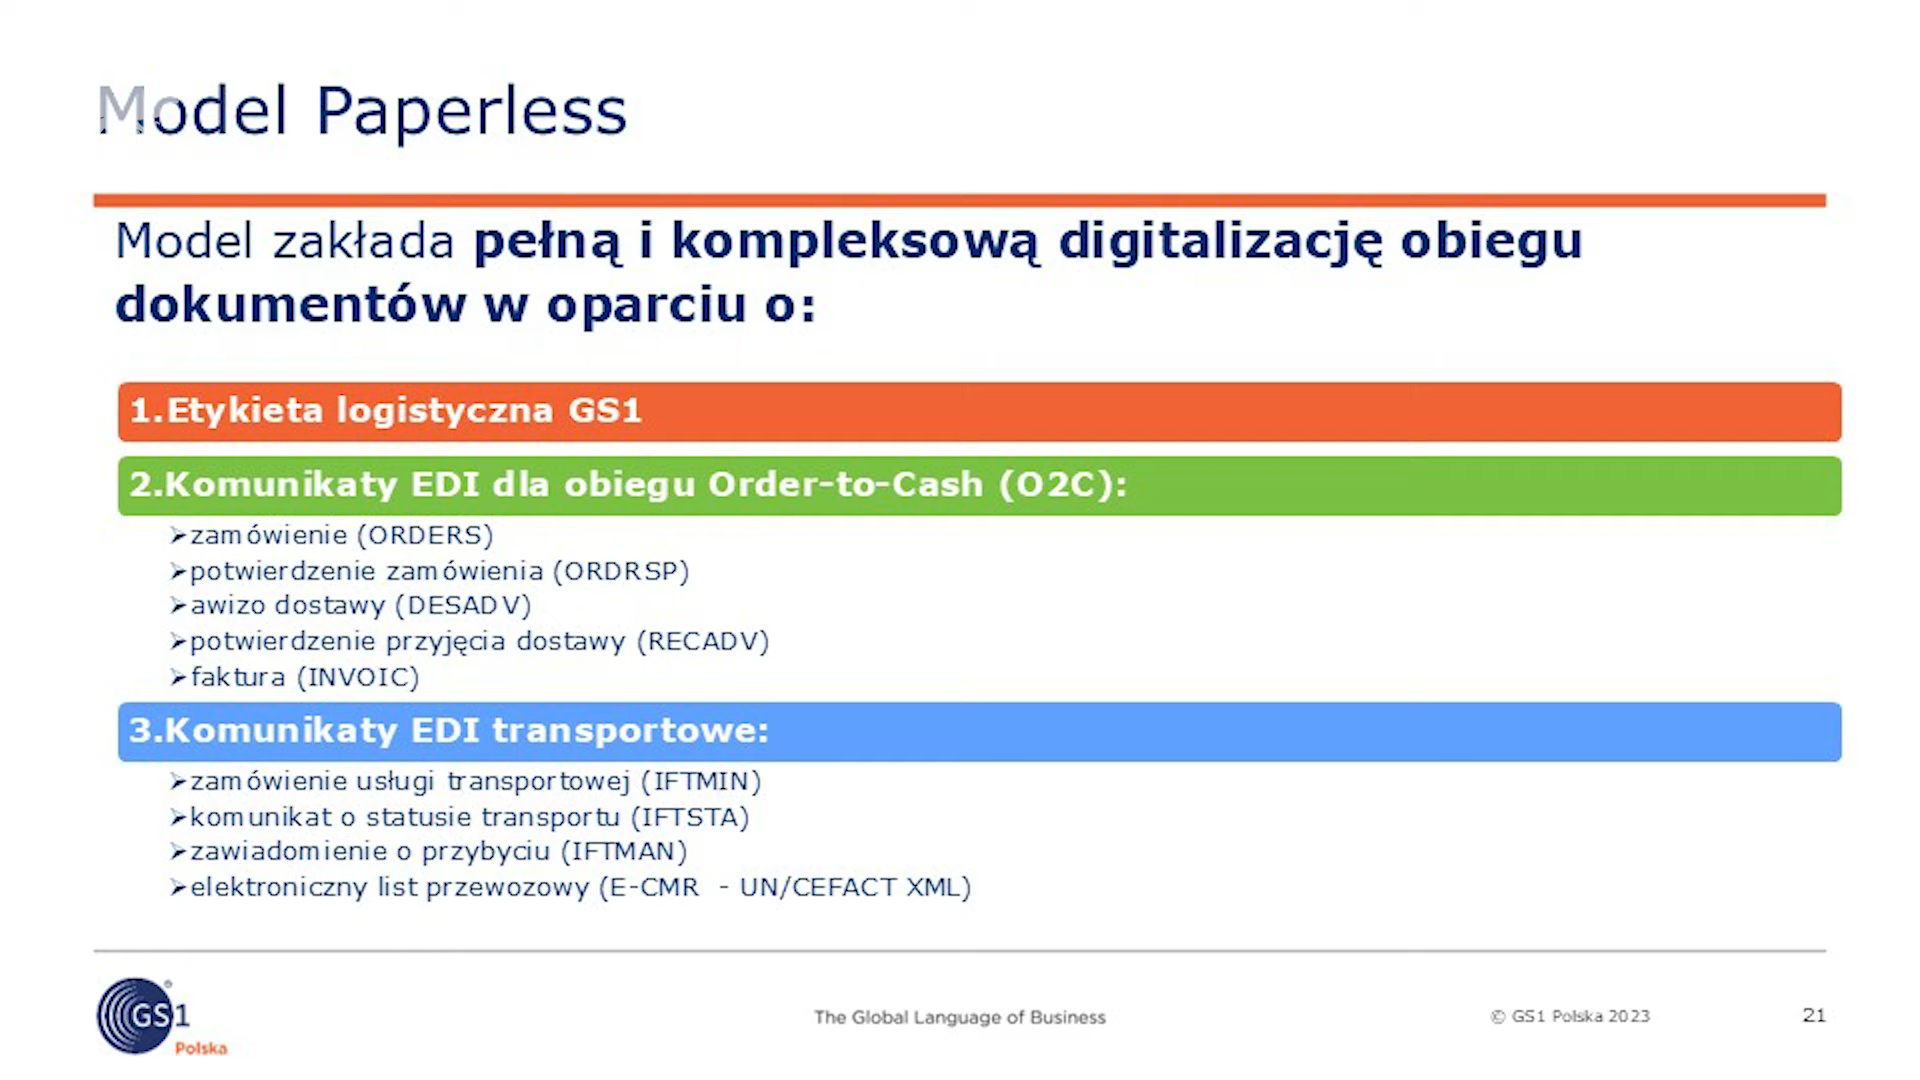 Model Paperless
Model zakłada pełną i kompleksową digitalizację obiegu
dokumentów w oparciu o:
1.Etykieta logistyczna GS1
2.Komunikaty EDI dla obiegu Order-to-Cash (O2C):
➢zamówienie (ORDERS)
➢potwierdzenie zamówienia (ORDRSP)
➢awizo dostawy (DESADV)
➢potwierdzenie przyjęcia dostawy (RECADV)
➢faktura (INVOIC)
3.Komunikaty EDI transportowe:
➢zamówienie usługi transportowej (IFTMIN)
➢komunikat o statusie transportu (IFTSTA)
➢zawiadomienie o przybyciu (IFTMAN)
➢elektroniczny list przewozowy (E-CMR - UN/CEFACT XML)
GS1®
Polska
The Global Language of Business
© GS1 Polska 2023
21